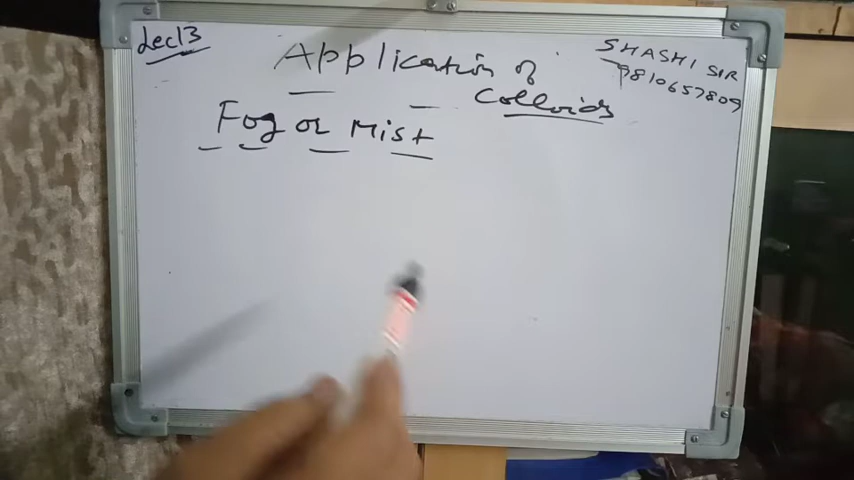 Lec13
Application of
Colloids
SHASHI SIR
9810657809
Fog or Mist